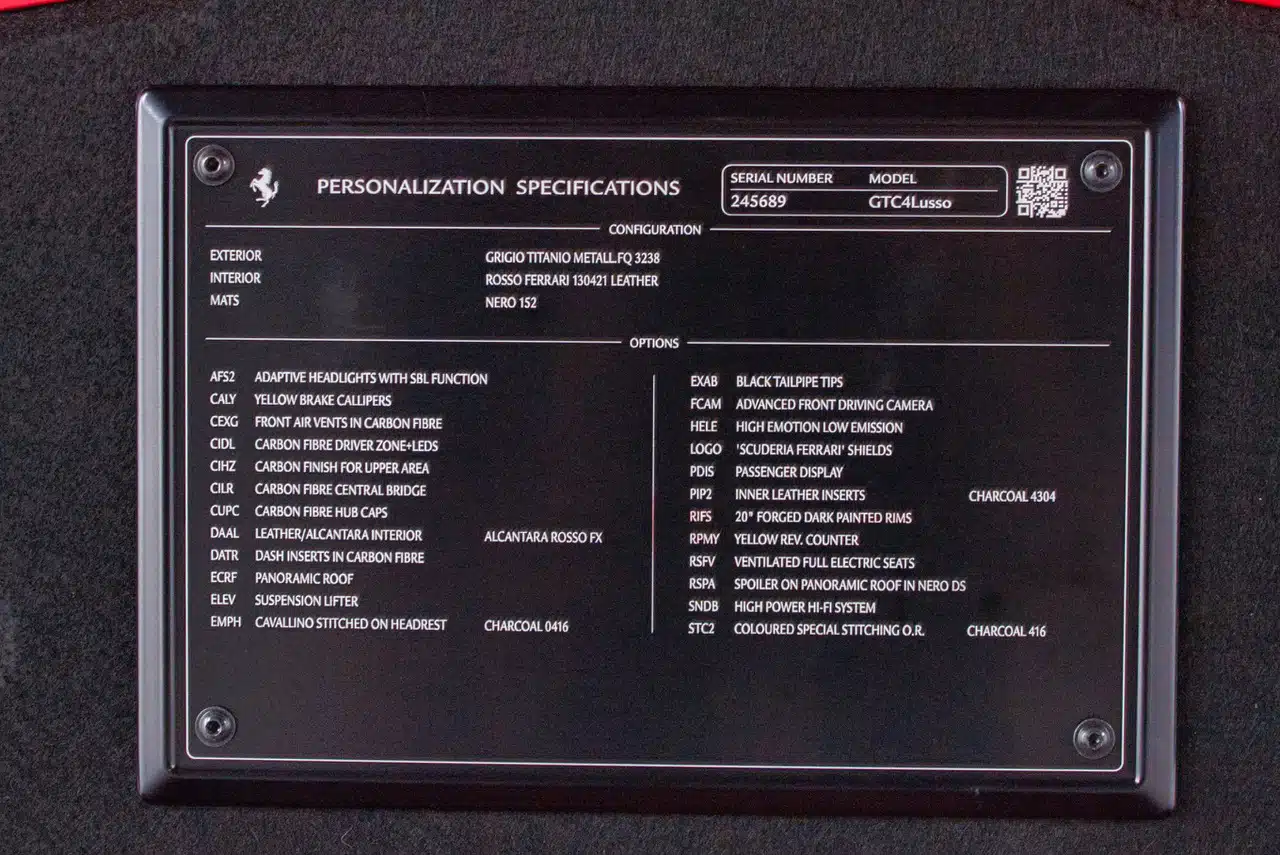 PERSONALIZATION SPECIFICATIONS
SERIAL NUMBER MODEL
245689 GTC4Lusso
CONFIGURATION
EXTERIOR GRIGIO TITANIO METALL.FQ 3238
INTERIOR ROSSO FERRARI 130421 LEATHER
MATS NERO 152
OPTIONS
AFS2 ADAPTIVE HEADLIGHTS WITH SBL FUNCTION
CALY YELLOW BRAKE CALLIPERS
CEXG FRONT AIR VENTS IN CARBON FIBRE
CIDL CARBON FIBRE DRIVER ZONE+LEDS
CIHZ CARBON FINISH FOR UPPER AREA
CILR CARBON FIBRE CENTRAL BRIDGE
CUPC CARBON FIBRE HUB CAPS
DAAL LEATHER/ALCANTARA INTERIOR ALCANTARA ROSSO FX
DATR DASH INSERTS IN CARBON FIBRE
ECRF PANORAMIC ROOF
ELEV SUSPENSION LIFTER
EMPH CAVALLINO STITCHED ON HEADREST CHARCOAL 0416
EXAB BLACK TAILPIPE TIPS
FCAM ADVANCED FRONT DRIVING CAMERA
HELE HIGH EMOTION LOW EMISSION
LOGO 'SCUDERIA FERRARI' SHIELDS
PDIS PASSENGER DISPLAY
PIP2 INNER LEATHER INSERTS CHARCOAL 4304
RIFS 20" FORGED DARK PAINTED RIMS
RPMY YELLOW REV. COUNTER
RSFV VENTILATED FULL ELECTRIC SEATS
RSPA SPOILER ON PANORAMIC ROOF IN NERO DS
SNDB HIGH POWER HI-FI SYSTEM
STC2 COLOURED SPECIAL STITCHING O.R. CHARCOAL 416